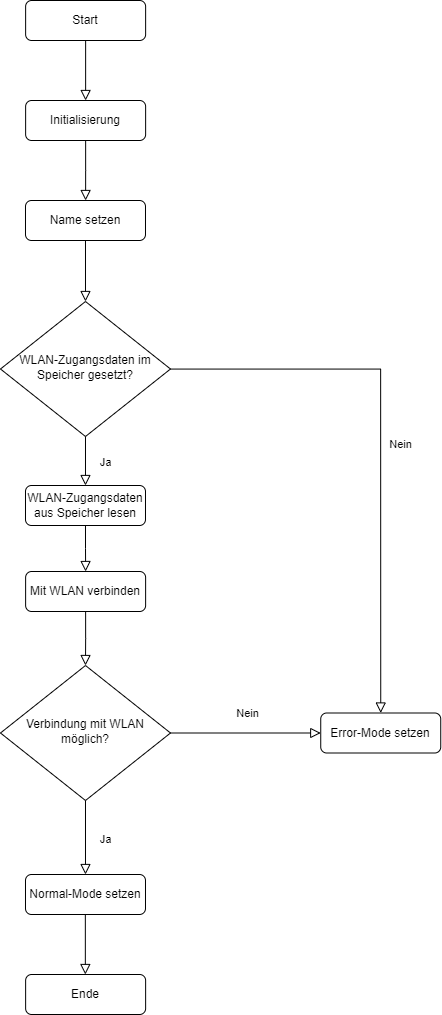 Start
Initialisierung
Name setzen
WLAN-Zugangsdaten im
Speicher gesetzt?
Nein
Ja
WLAN-Zugangsdaten
aus Speicher lesen
Mit WLAN verbinden
Nein
Verbindung mit WLAN
möglich?
Error-Mode setzen
Ja
Normal-Mode setzen
Ende